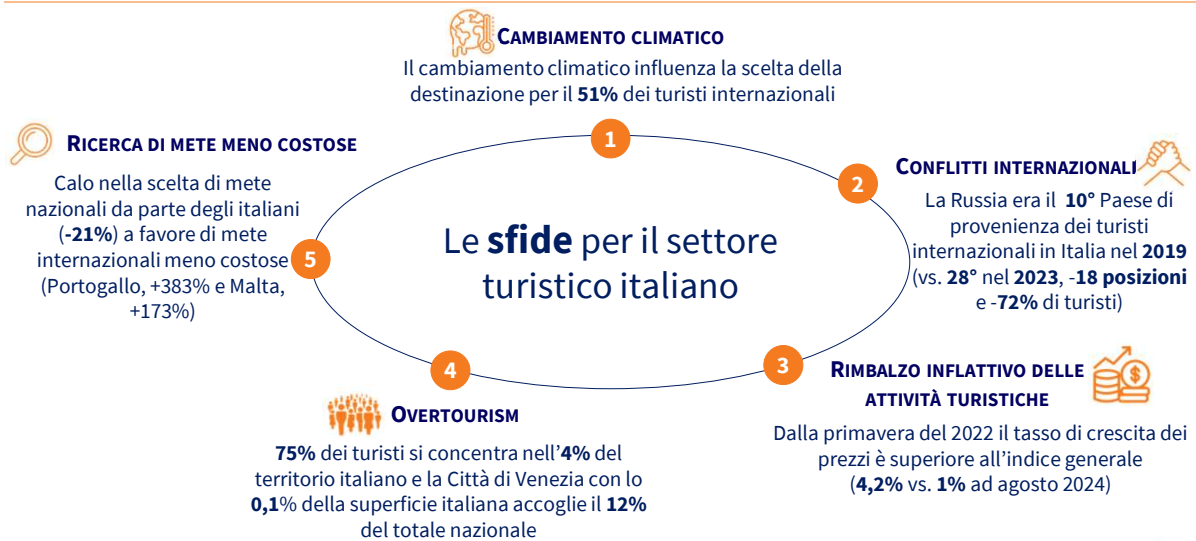 CAMBIAMENTO CLIMATICO
Il cambiamento climatico influenza la scelta della
destinazione per il 51% dei turisti internazionali
1
2
CONFLITTI INTERNAZIONALI
La Russia era il 10° Paese di
provenienza dei turisti
internazionali in Italia nel 2019
(vs. 28° nel 2023, -18 posizioni
e -72% di turisti)
3
RIMBALZO INFLATTIVO DELLE
ATTIVITÀ TURISTICHE
Dalla primavera del 2022 il tasso di crescita dei
prezzi è superiore all'indice generale
(4,2% vs. 1% ad agosto 2024)
4
OVERTOURISM
75% dei turisti si concentra nell'4% del
territorio italiano e la Città di Venezia con lo
0,1% della superficie italiana accoglie il 12%
del totale nazionale
5
RICERCA DI METE MENO COSTOSE
Calo nella scelta di mete
nazionali da parte degli italiani
(-21%) a favore di mete
internazionali meno costose
(Portogallo, +383% e Malta,
+173%)
Le sfide per il settore
turistico italiano